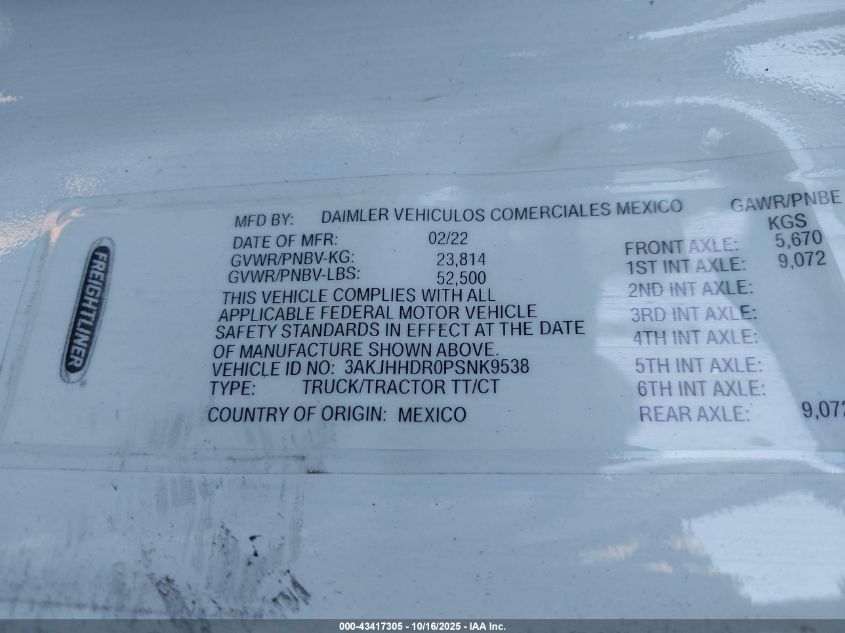 FREIGHTLINER
MFD BY: DAIMLER VEHICULOS COMERCIALES MEXICO
DATE OF MFR: 02/22
GVWR/PNBV-KG: 23,814
GVWR/PNBV-LBS: 52,500
THIS VEHICLE COMPLIES WITH ALL
APPLICABLE FEDERAL MOTOR VEHICLE
SAFETY STANDARDS IN EFFECT AT THE DATE
OF MANUFACTURE SHOWN ABOVE.
VEHICLE ID NO: 3AKJHHDR0PSNK9538
TYPE: TRUCK/TRACTOR TT/CT
COUNTRY OF ORIGIN: MEXICO
GAWR/PNBE
KGS
FRONT AXLE: 5,670
1ST INT AXLE: 9,072
2ND INT AXLE:
3RD INT AXLE:
4TH INT AXLE:
5TH INT AXLE:
6TH INT AXLE:
REAR AXLE: 9,072
000-43417305 - 10/16/2025 - IAA Inc.